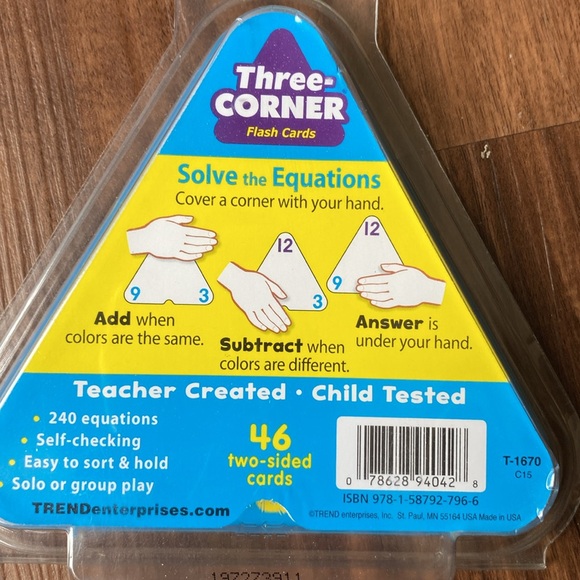 Three-
CORNER
Flash Cards
Solve the Equations
Cover a corner with your hand.
9 3
12
3
12
9
Add when
colors are the same.
Subtract when
colors are different.
Answer is
under your hand.
Teacher Created • Child Tested
• 240 equations
• Self-checking
• Easy to sort & hold
• Solo or group play
TRENDenterprises.com
46
two-sided
cards
0 78628 94042 8
ISBN 978-1-58792-796-6
T-1670
C15
©TREND enterprises, Inc. St. Paul, MN 55164 USA Made in USA